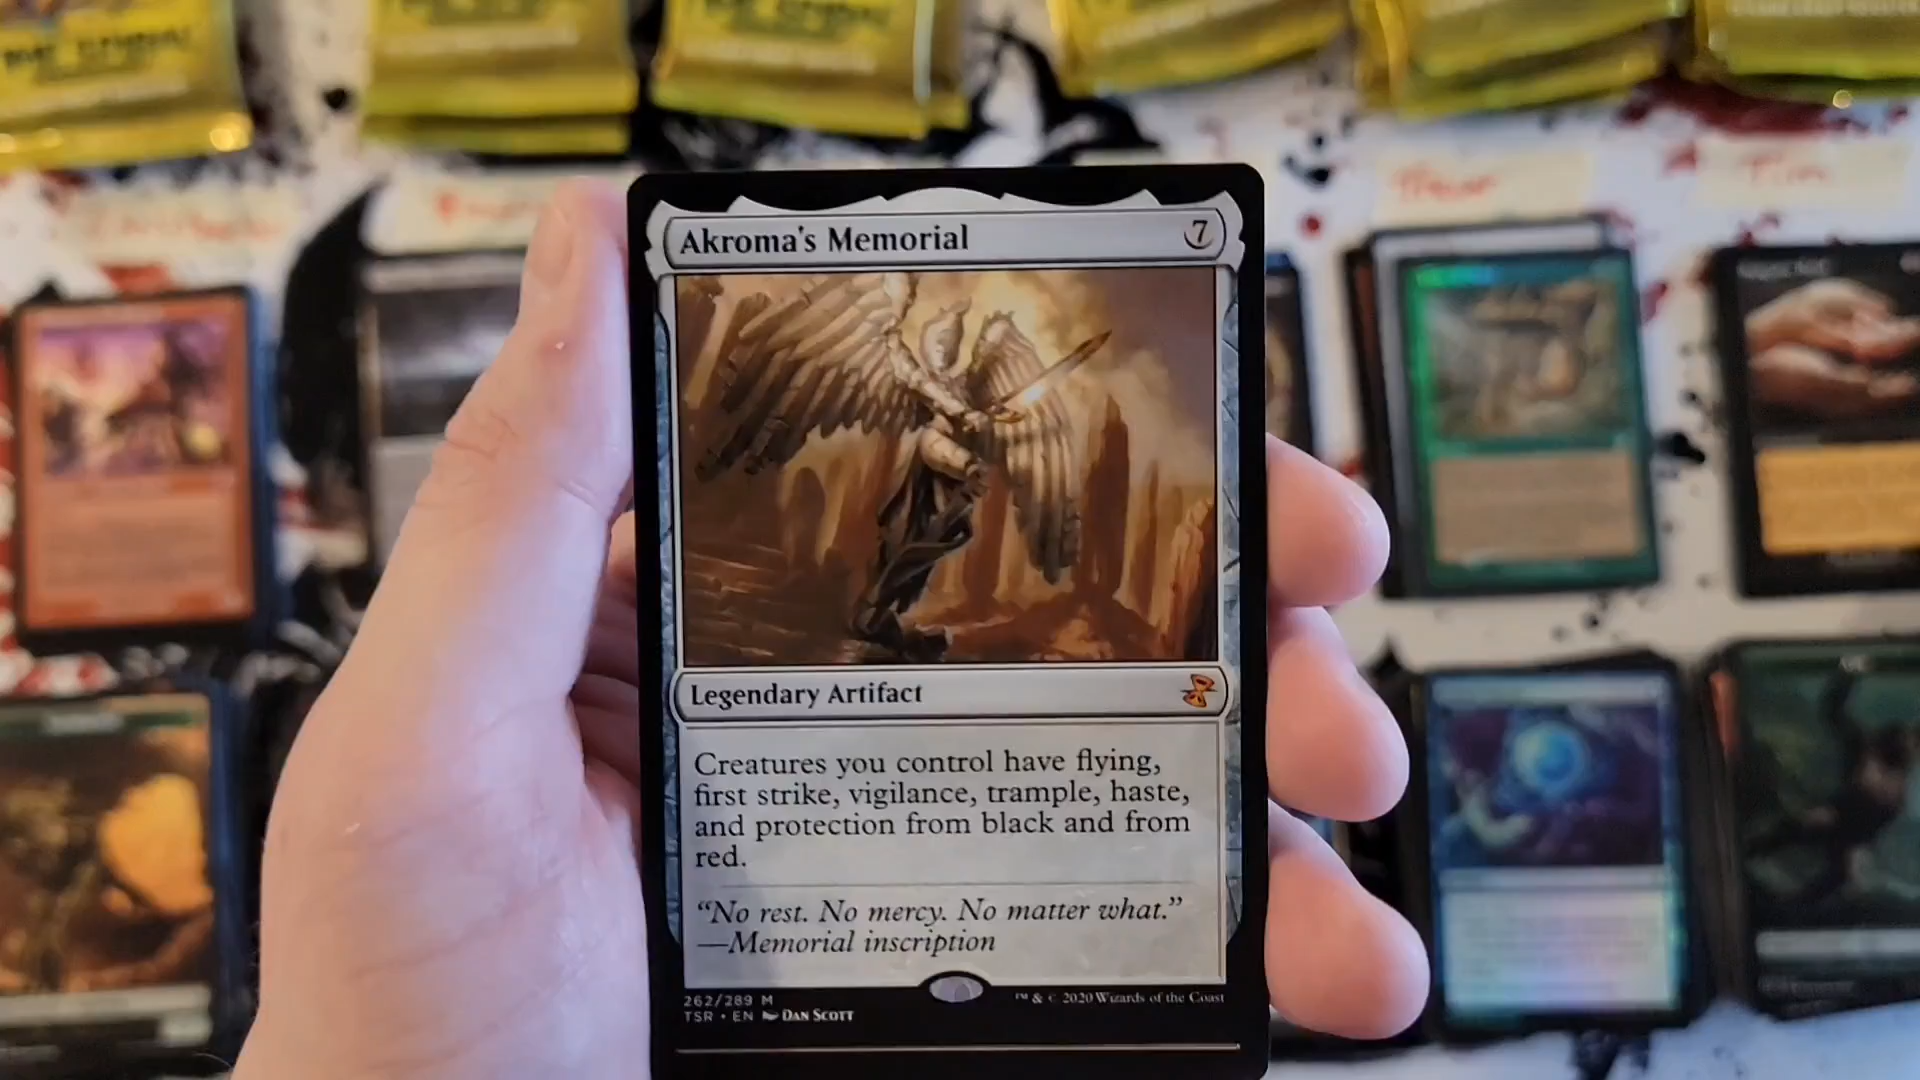 Akroma's Memorial 7
Legendary Artifact
Creatures you control have flying,
first strike, vigilance, trample, haste,
and protection from black and from
red.
“No rest. No mercy. No matter what.”
—Memorial inscription
262/289 M
™ & © 2020 Wizards of the Coast
TSR • EN DAN SCOTT